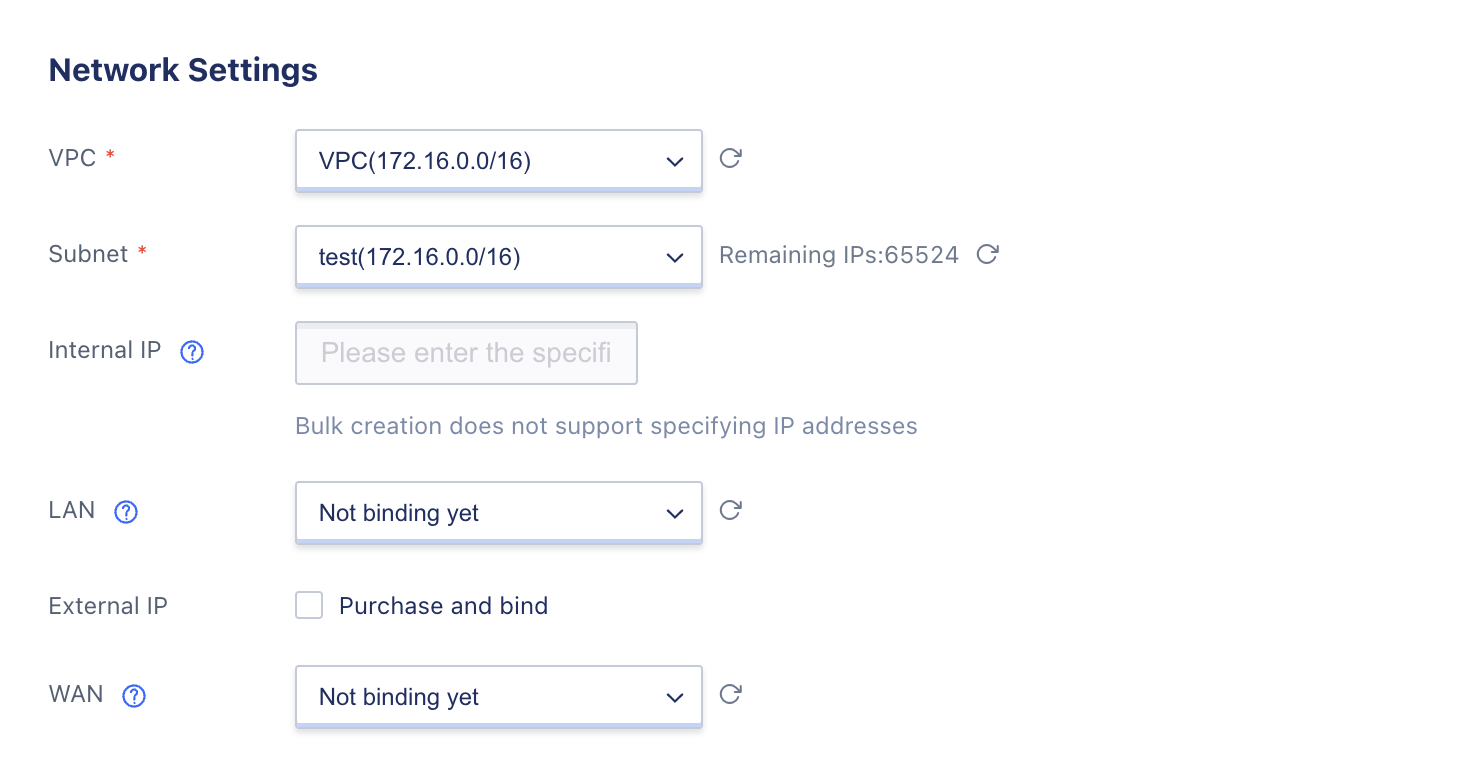 Network Settings
VPC *
VPC(172.16.0.0/16)
Subnet *
test(172.16.0.0/16)
Remaining IPs:65524
Internal IP ?
Please enter the specifi
Bulk creation does not support specifying IP addresses
LAN ?
Not binding yet
External IP
Purchase and bind
WAN ?
Not binding yet